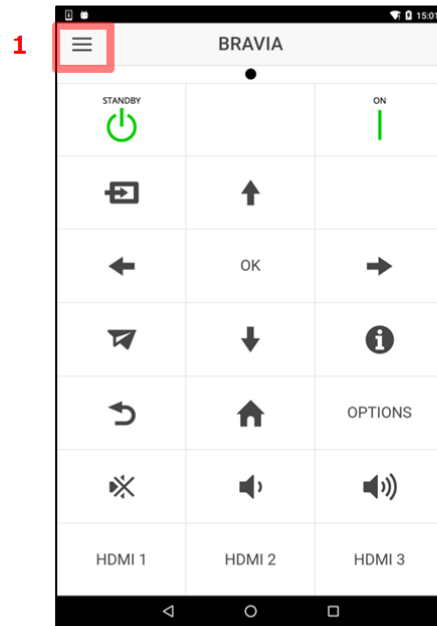 15:01
1
BRAVIA
STANDBY
ON
OK
OPTIONS
HDMI 1
HDMI 2
HDMI 3